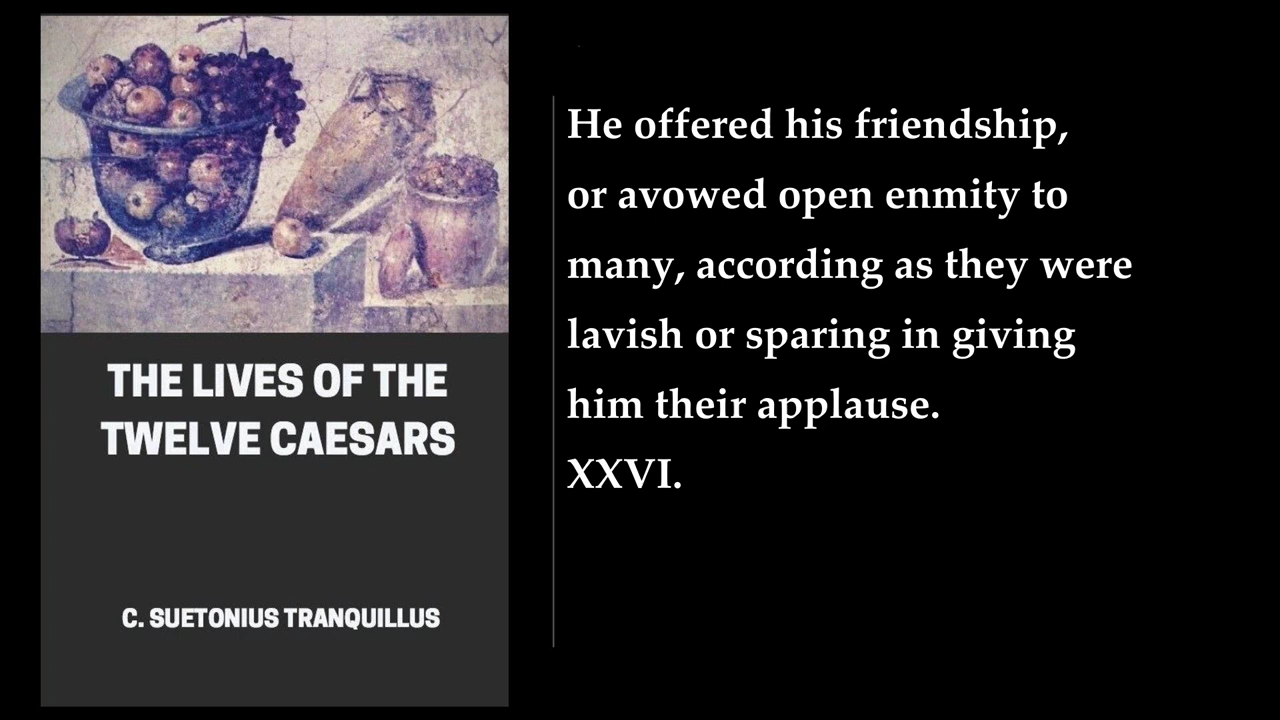 THE LIVES OF THE
TWELVE CAESARS
C. SUETONIUS TRANQUILLUS
He offered his friendship,
or avowed open enmity to
many, according as they were
lavish or sparing in giving
him their applause.
XXVI.